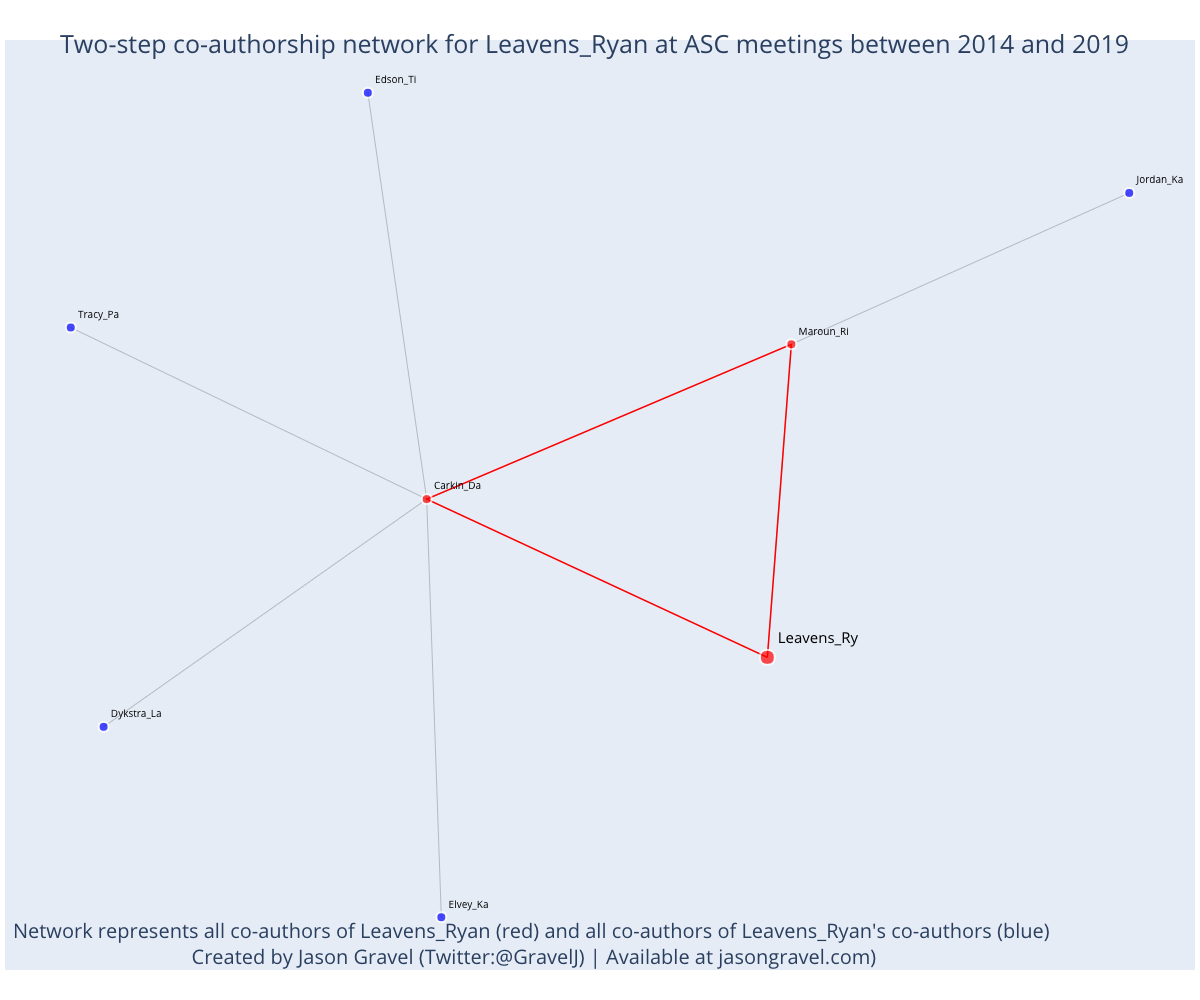 Two-step co-authorship network for Leavens_Ryan at ASC meetings between 2014 and 2019
Edson_Ti
Jordan_Ka
Tracy_Pa
Maroun_Ri
Carkin_Da
Leavens_Ry
Dykstra_La
Elvey_Ka
Network represents all co-authors of Leavens_Ryan (red) and all co-authors of Leavens_Ryan's co-authors (blue)
Created by Jason Gravel (Twitter:@GravelJ) | Available at jasongravel.com)